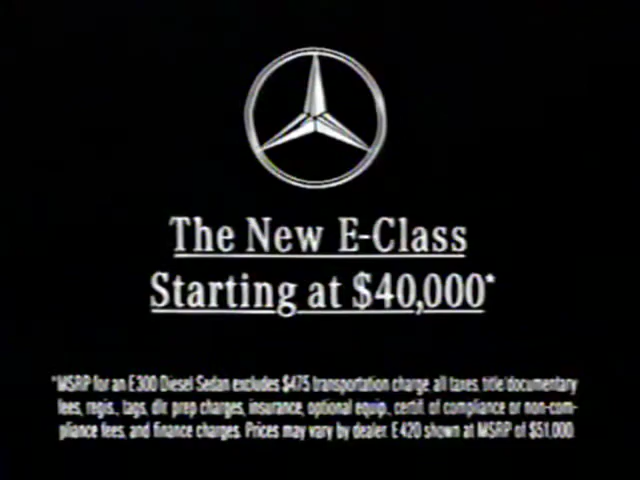 The New E-Class
Starting at $40,000*
*MSRP for an E300 Diesel Sedan excludes $475 transportation charge, all taxes, title/documentary
fees, regis., tags, dlr. prep charges, insurance, optional equip., certif. of compliance or non-com-
pliance fees, and finance charges. Prices may vary by dealer. E420 shown at MSRP of $51,000.